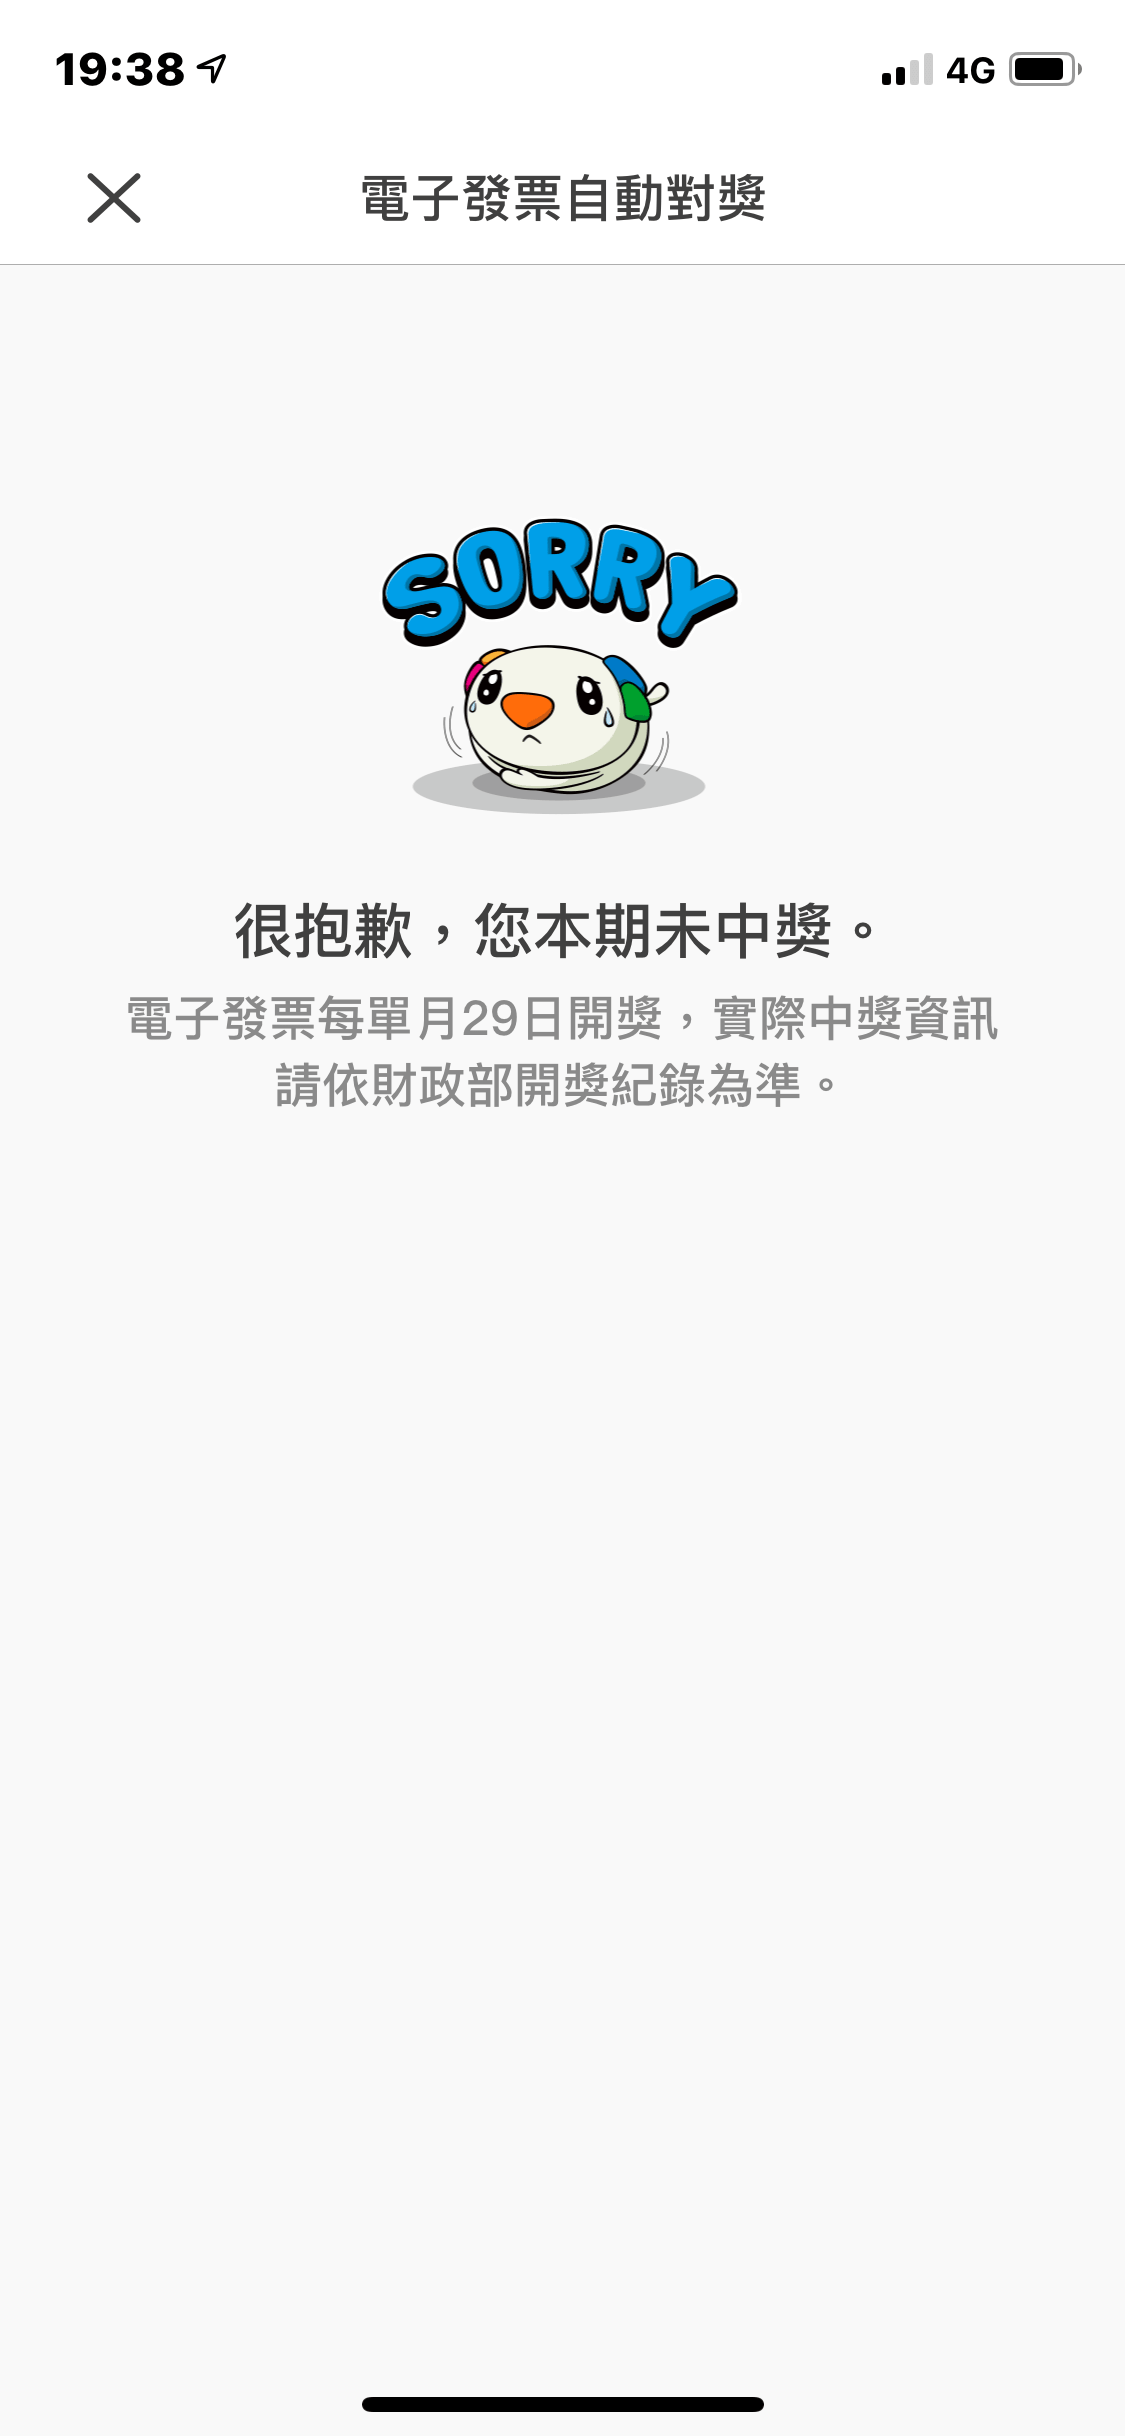 19:38
4G
電子發票自動對獎
SORRY
很抱歉，您本期未中獎。
電子發票每單月29日開獎，實際中獎資訊
請依財政部開獎紀錄為準。